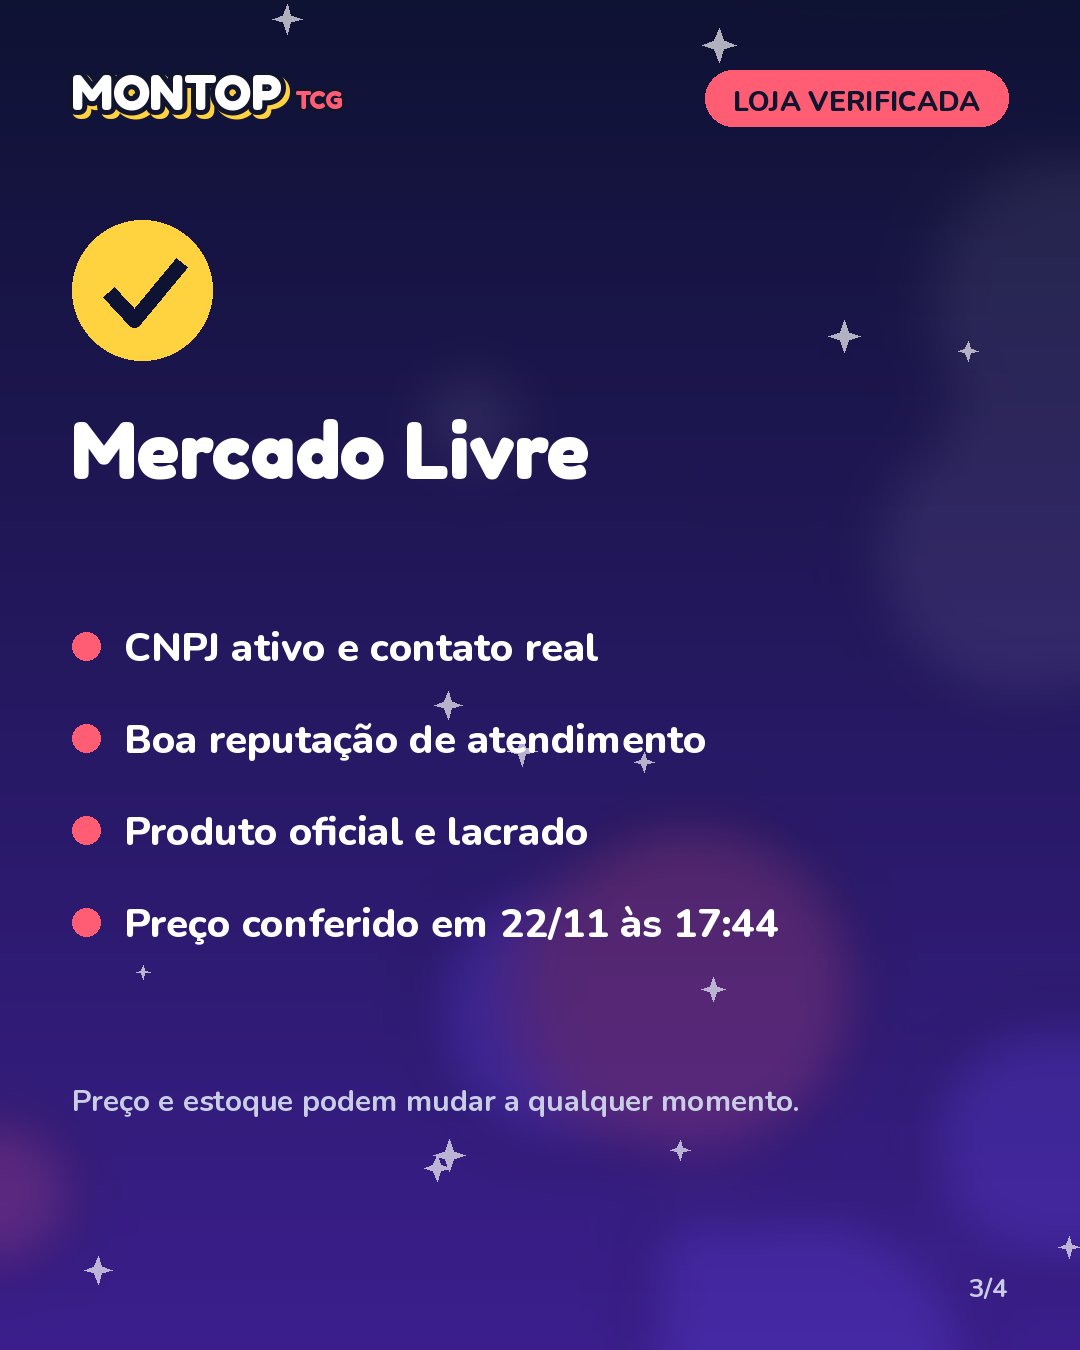 MONTOP TCG
LOJA VERIFICADA
Mercado Livre
CNPJ ativo e contato real
Boa reputação de atendimento
Produto oficial e lacrado
Preço conferido em 22/11 às 17:44
Preço e estoque podem mudar a qualquer momento.
3/4